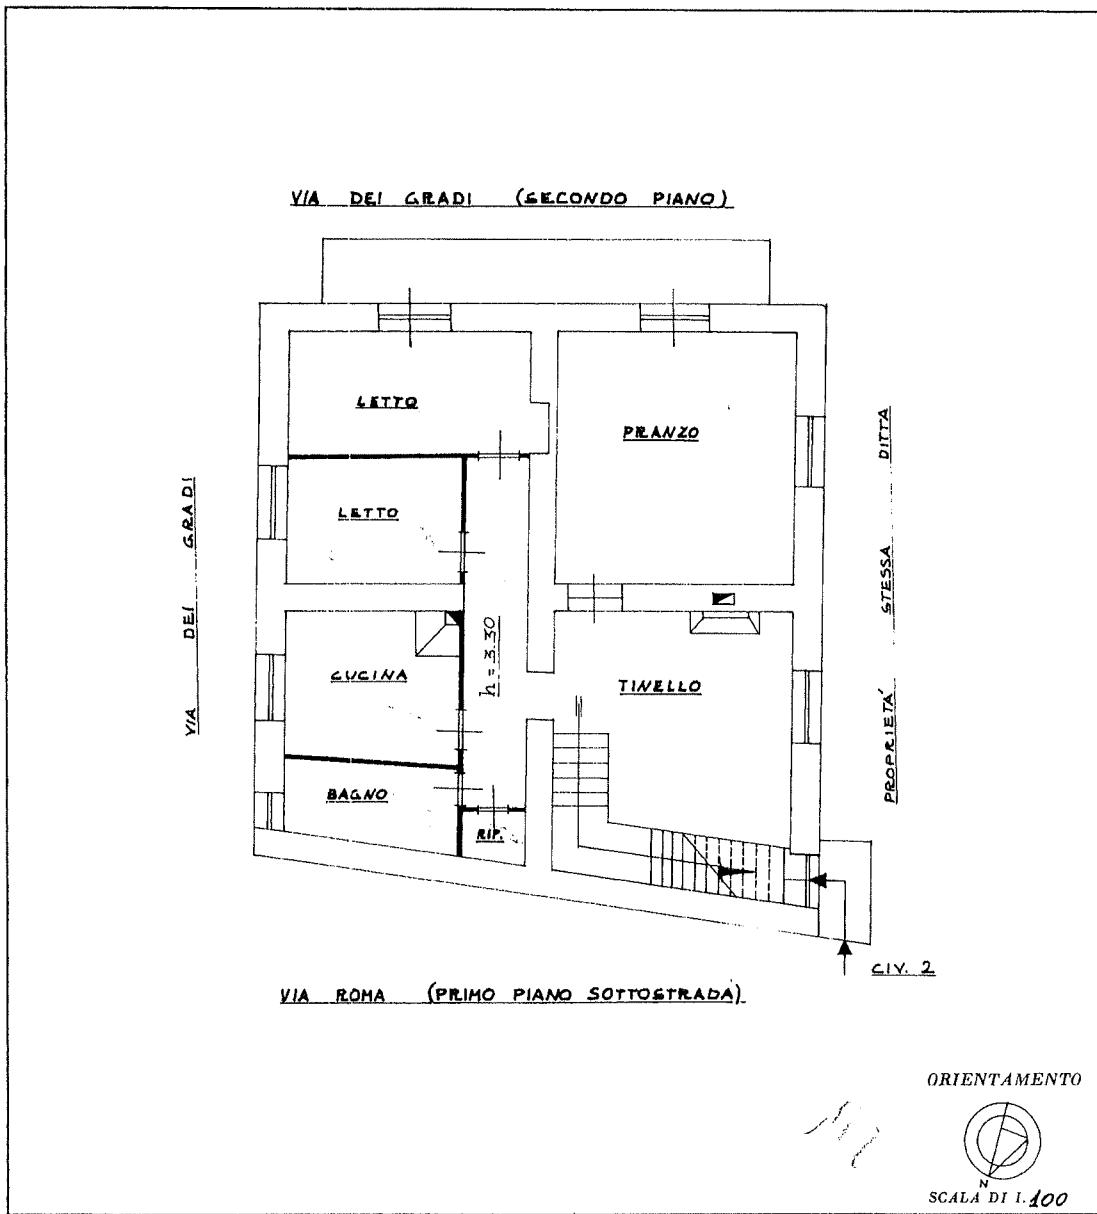 VIA DEI GRADI (SECONDO PIANO)
LETTO
PRANZO
LETTO
VIA DEI GRADI
PROPRIETÁ STESSA DITTA
h = 3.30
CUCINA
TINELLO
BAGNO
RIP.
CIV. 2
VIA ROMA (PRIMO PIANO SOTTOSTRADA)
ORIENTAMENTO
N
SCALA DI 1.100